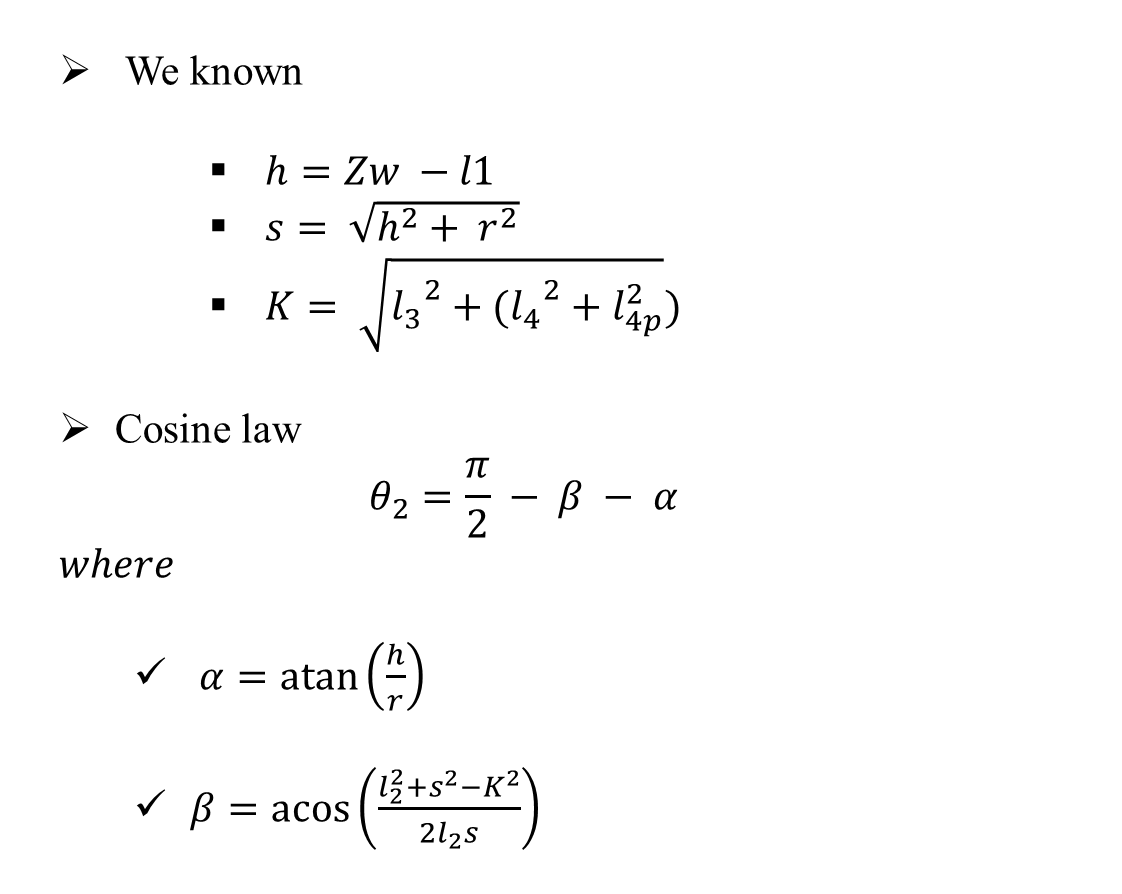 ➢ We known
▪ h = Zw − l1
▪ s = √(h² + r²)
▪ K = √(l₃² + (l₄² + l₄ₚ²))
➢ Cosine law
θ₂ = π/2 − β − α
where
✓ α = atan(h/r)
✓ β = acos((l₂²+s²−K²)/(2l₂s))